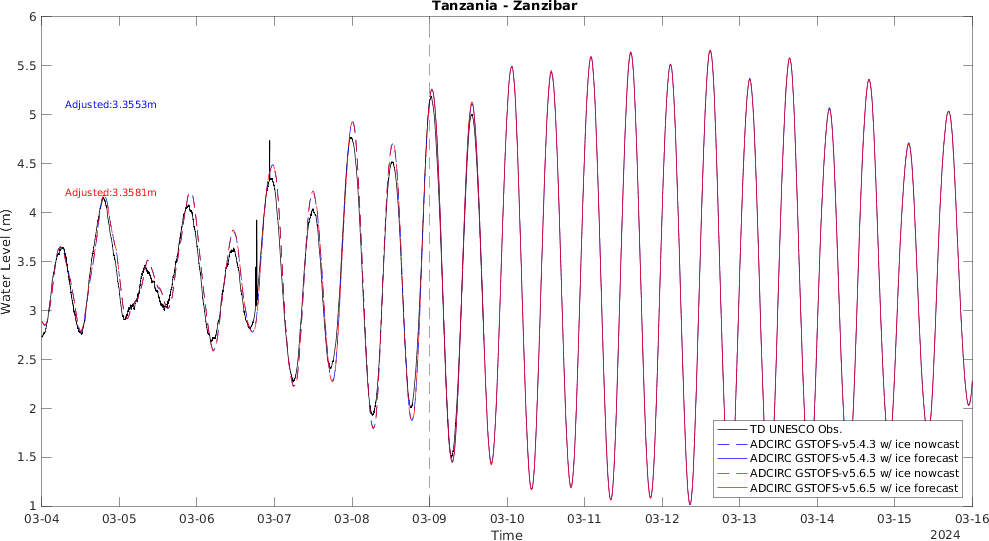 Tanzania - Zanzibar
6
5.5
5
4.5
4
3.5
3
2.5
2
1.5
1
Water Level (m)
Adjusted:3.3553m
Adjusted:3.3581m
TD UNESCO Obs.
ADCIRC GSTOFS-v5.4.3 w/ ice nowcast
ADCIRC GSTOFS-v5.4.3 w/ ice forecast
ADCIRC GSTOFS-v5.6.5 w/ ice nowcast
ADCIRC GSTOFS-v5.6.5 w/ ice forecast
03-04 03-05 03-06 03-07 03-08 03-09 03-10 03-11 03-12 03-13 03-14 03-15 03-16
Time
2024